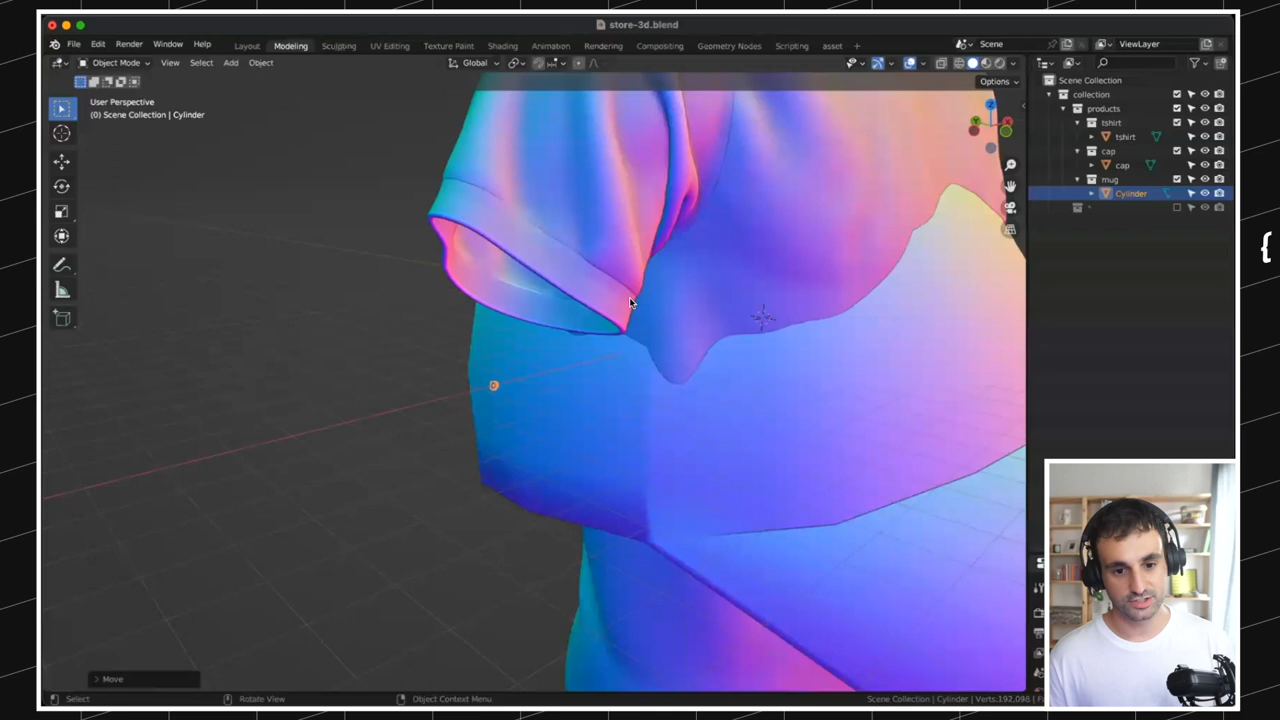 store-3d.blend
File Edit Render Window Help Layout Modeling Sculpting UV Editing Texture Paint Shading Animation Rendering Compositing Geometry Nodes Scripting asset + Scene ViewLayer
Object Mode View Select Add Object Global
Options
User Perspective
(0) Scene Collection | Cylinder
Scene Collection
collection
products
tshirt
tshirt
cap
cap
mug
Cylinder
{
Move
Select Rotate View Object Context Menu Scene Collection | Cylinder | Verts:192,098 | F